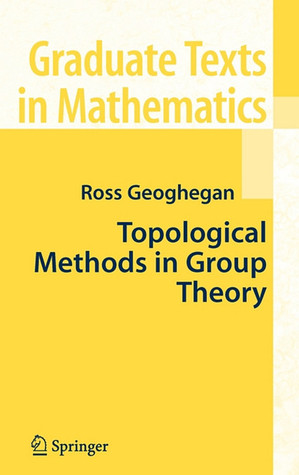 Graduate Texts
in Mathematics
Ross Geoghegan
Topological
Methods in Group
Theory
Springer